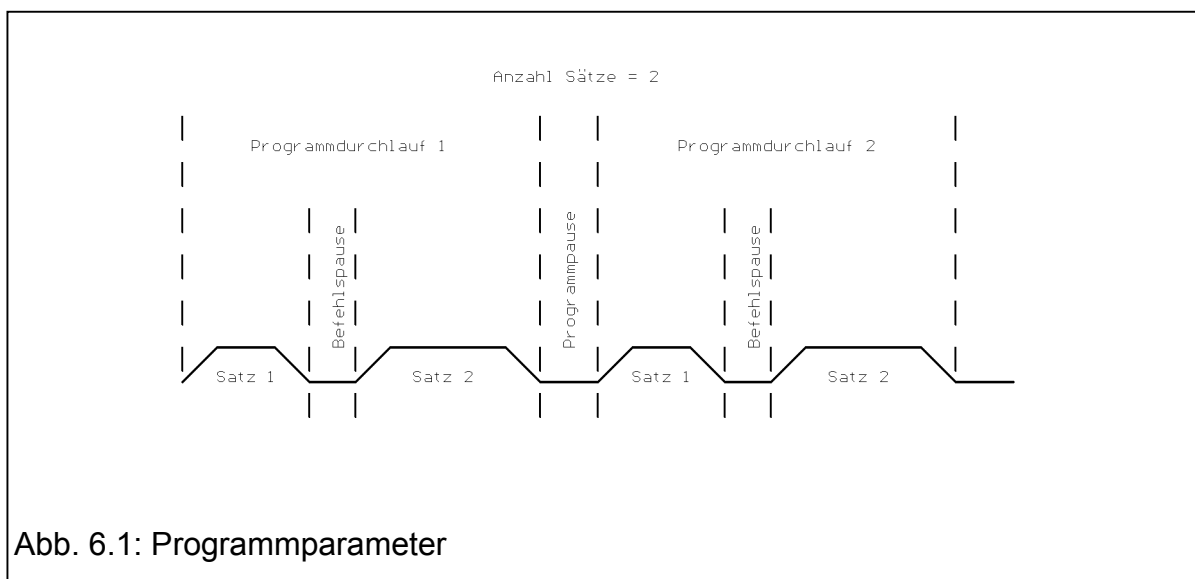 Anzahl Sätze = 2
Programmdurchlauf 1
Programmdurchlauf 2
Befehlspause
Programmpause
Befehlspause
Satz 1
Satz 2
Satz 1
Satz 2
Abb. 6.1: Programmparameter